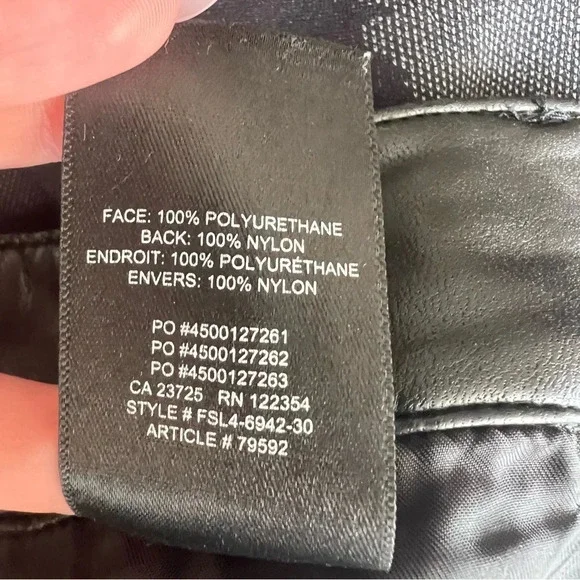 FACE: 100% POLYURETHANE
BACK: 100% NYLON
ENDROIT: 100% POLYURÉTHANE
ENVERS: 100% NYLON
PO #4500127261
PO #4500127262
PO #4500127263
CA 23725 RN 122354
STYLE # FSL4-6942-30
ARTICLE # 79592